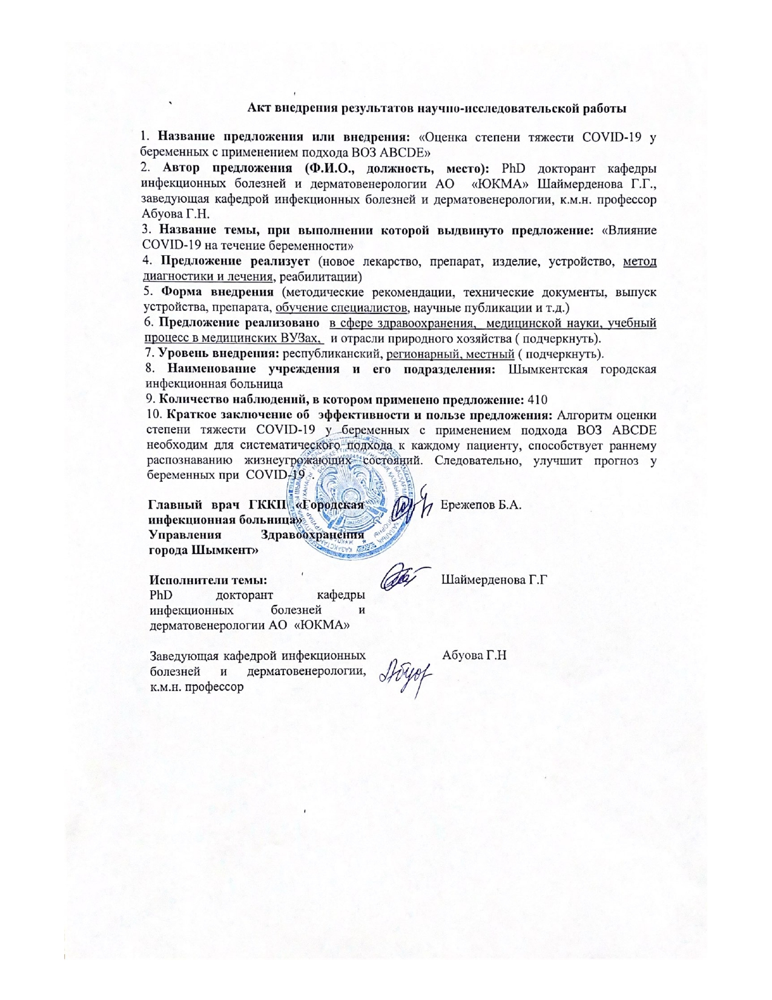 Акт внедрения результатов научно-исследовательской работы
1. Название предложения или внедрения: «Оценка степени тяжести COVID-19 у
беременных с применением подхода ВОЗ ABCDE»
2. Автор предложения (Ф.И.О., должность, место): PhD докторант кафедры
инфекционных болезней и дерматовенерологии АО «ЮКМА» Шаймерденова Г.Г.,
заведующая кафедрой инфекционных болезней и дерматовенерологии, к.м.н. профессор
Абуова Г.Н.
3. Название темы, при выполнении которой выдвинуто предложение: «Влияние
COVID-19 на течение беременности»
4. Предложение реализует (новое лекарство, препарат, изделие, устройство, метод
диагностики и лечения, реабилитации)
5. Форма внедрения (методические рекомендации, технические документы, выпуск
устройства, препарата, обучение специалистов, научные публикации и т.д.)
6. Предложение реализовано в сфере здравоохранения, медицинской науки, учебный
процесс в медицинских ВУЗах, и отрасли природного хозяйства ( подчеркнуть).
7. Уровень внедрения: республиканский, регионарный, местный ( подчеркнуть).
8. Наименование учреждения и его подразделения: Шымкентская городская
инфекционная больница
9. Количество наблюдений, в котором применено предложение: 410
10. Краткое заключение об эффективности и пользе предложения: Алгоритм оценки
степени тяжести COVID-19 у беременных с применением подхода ВОЗ ABCDE
необходим для систематического подхода к каждому пациенту, способствует раннему
распознаванию жизнеугрожающих состояний. Следовательно, улучшит прогноз у
беременных при COVID-19 .
Главный врач ГККП «Городская Ережепов Б.А.
инфекционная больница»
Управления Здравоохранения
города Шымкент»
Исполнители темы: Шаймерденова Г.Г
PhD докторант кафедры
инфекционных болезней и
дерматовенерологии АО «ЮКМА»
Заведующая кафедрой инфекционных Абуова Г.Н
болезней и дерматовенерологии,
к.м.н. профессор